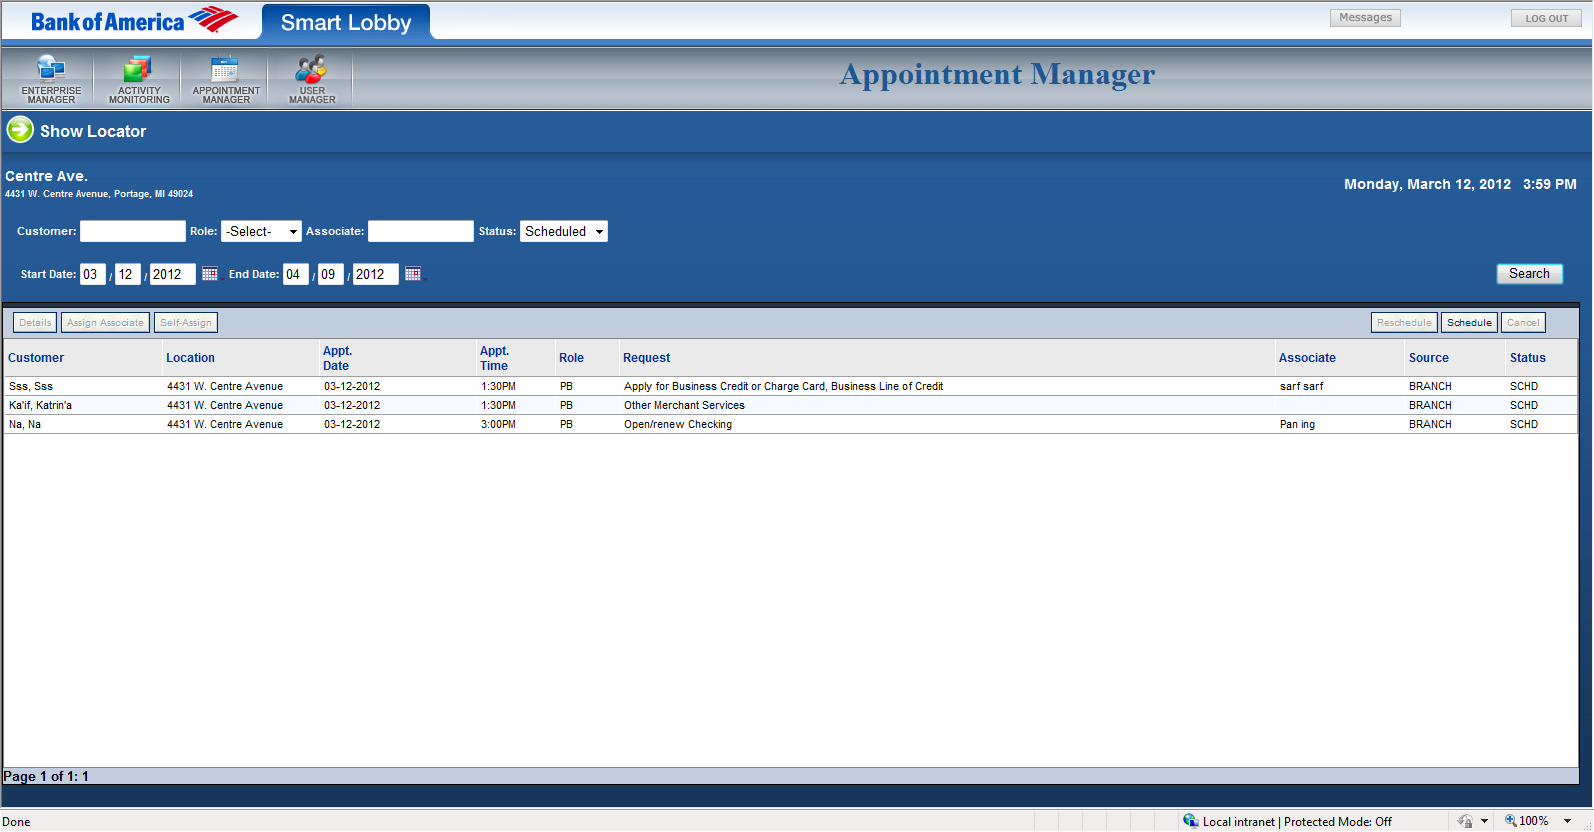 Bank of America Smart Lobby Messages LOG OUT
ENTERPRISE MANAGER
ACTIVITY MONITORING
APPOINTMENT MANAGER
USER MANAGER
Appointment Manager
Show Locator
Centre Ave.
4431 W. Centre Avenue, Portage, MI 49024
Monday, March 12, 2012 3:59 PM
Customer: Role: -Select- Associate: Status: Scheduled
Start Date: 03 / 12 / 2012 End Date: 04 / 09 / 2012 Search
Details Assign Associate Self-Assign Reschedule Schedule Cancel
Customer Location Appt. Date Appt. Time Role Request Associate Source Status
Sss, Sss 4431 W. Centre Avenue 03-12-2012 1:30PM PB Apply for Business Credit or Charge Card, Business Line of Credit sarf sarf BRANCH SCHD
Ka'if, Katrin'a 4431 W. Centre Avenue 03-12-2012 1:30PM PB Other Merchant Services BRANCH SCHD
Na, Na 4431 W. Centre Avenue 03-12-2012 3:00PM PB Open/renew Checking Pan ing BRANCH SCHD
Page 1 of 1: 1
Done Local intranet | Protected Mode: Off 100%